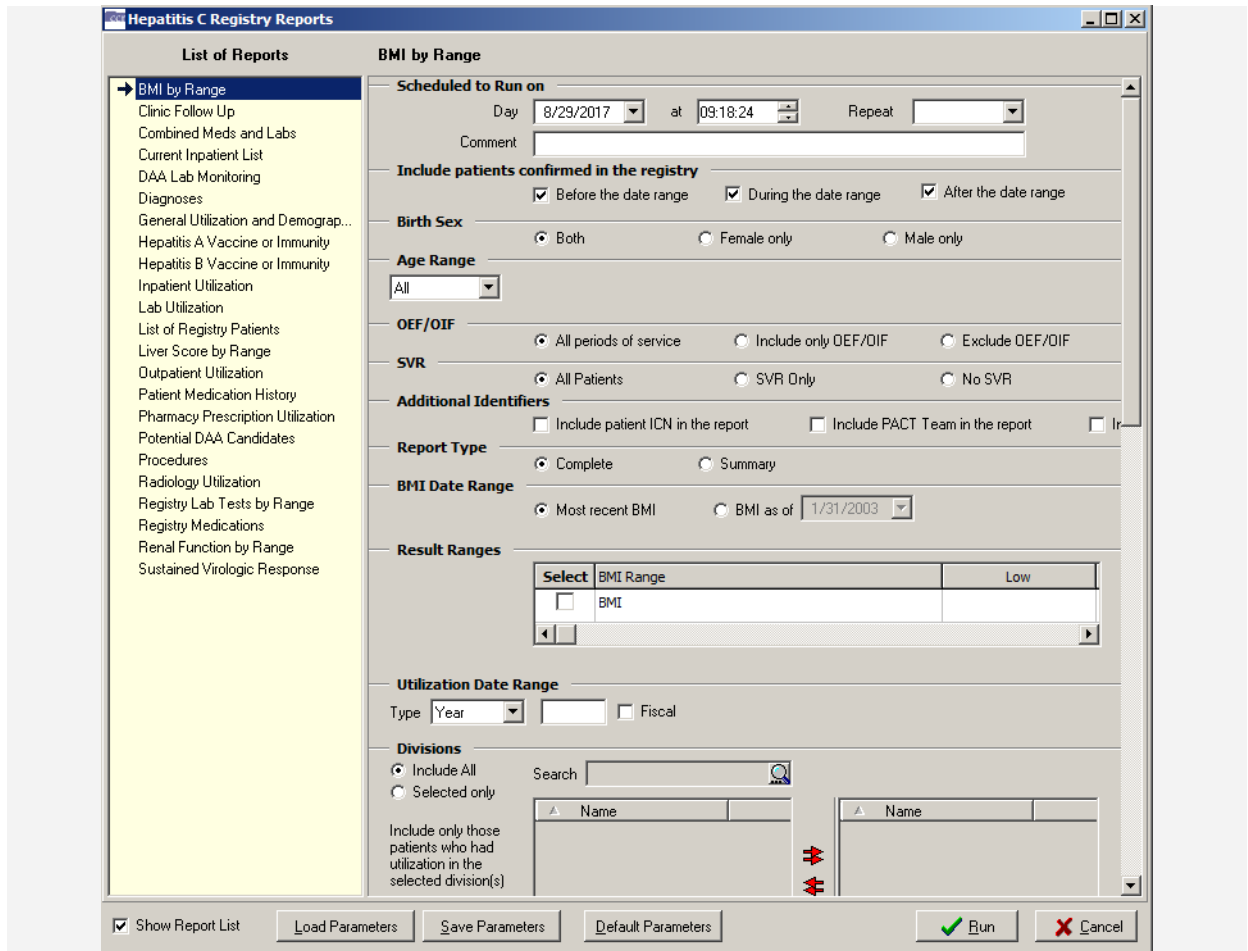 Hepatitis C Registry Reports
List of Reports
BMI by Range
BMI by Range
Clinic Follow Up
Combined Meds and Labs
Current Inpatient List
DAA Lab Monitoring
Diagnoses
General Utilization and Demograp...
Hepatitis A Vaccine or Immunity
Hepatitis B Vaccine or Immunity
Inpatient Utilization
Lab Utilization
List of Registry Patients
Liver Score by Range
Outpatient Utilization
Patient Medication History
Pharmacy Prescription Utilization
Potential DAA Candidates
Procedures
Radiology Utilization
Registry Lab Tests by Range
Registry Medications
Renal Function by Range
Sustained Virologic Response
Scheduled to Run on
Day 8/29/2017 at 09:18:24 Repeat
Comment
Include patients confirmed in the registry
Before the date range During the date range After the date range
Birth Sex
Both Female only Male only
Age Range
All
OEF/OIF
All periods of service Include only OEF/OIF Exclude OEF/OIF
SVR
All Patients SVR Only No SVR
Additional Identifiers
Include patient ICN in the report Include PACT Team in the report
Report Type
Complete Summary
BMI Date Range
Most recent BMI BMI as of 1/31/2003
Result Ranges
Select BMI Range Low
BMI
Utilization Date Range
Type Year Fiscal
Divisions
Include All Search
Selected only
Name Name
Include only those
patients who had
utilization in the
selected division(s)
Show Report List Load Parameters Save Parameters Default Parameters Run Cancel